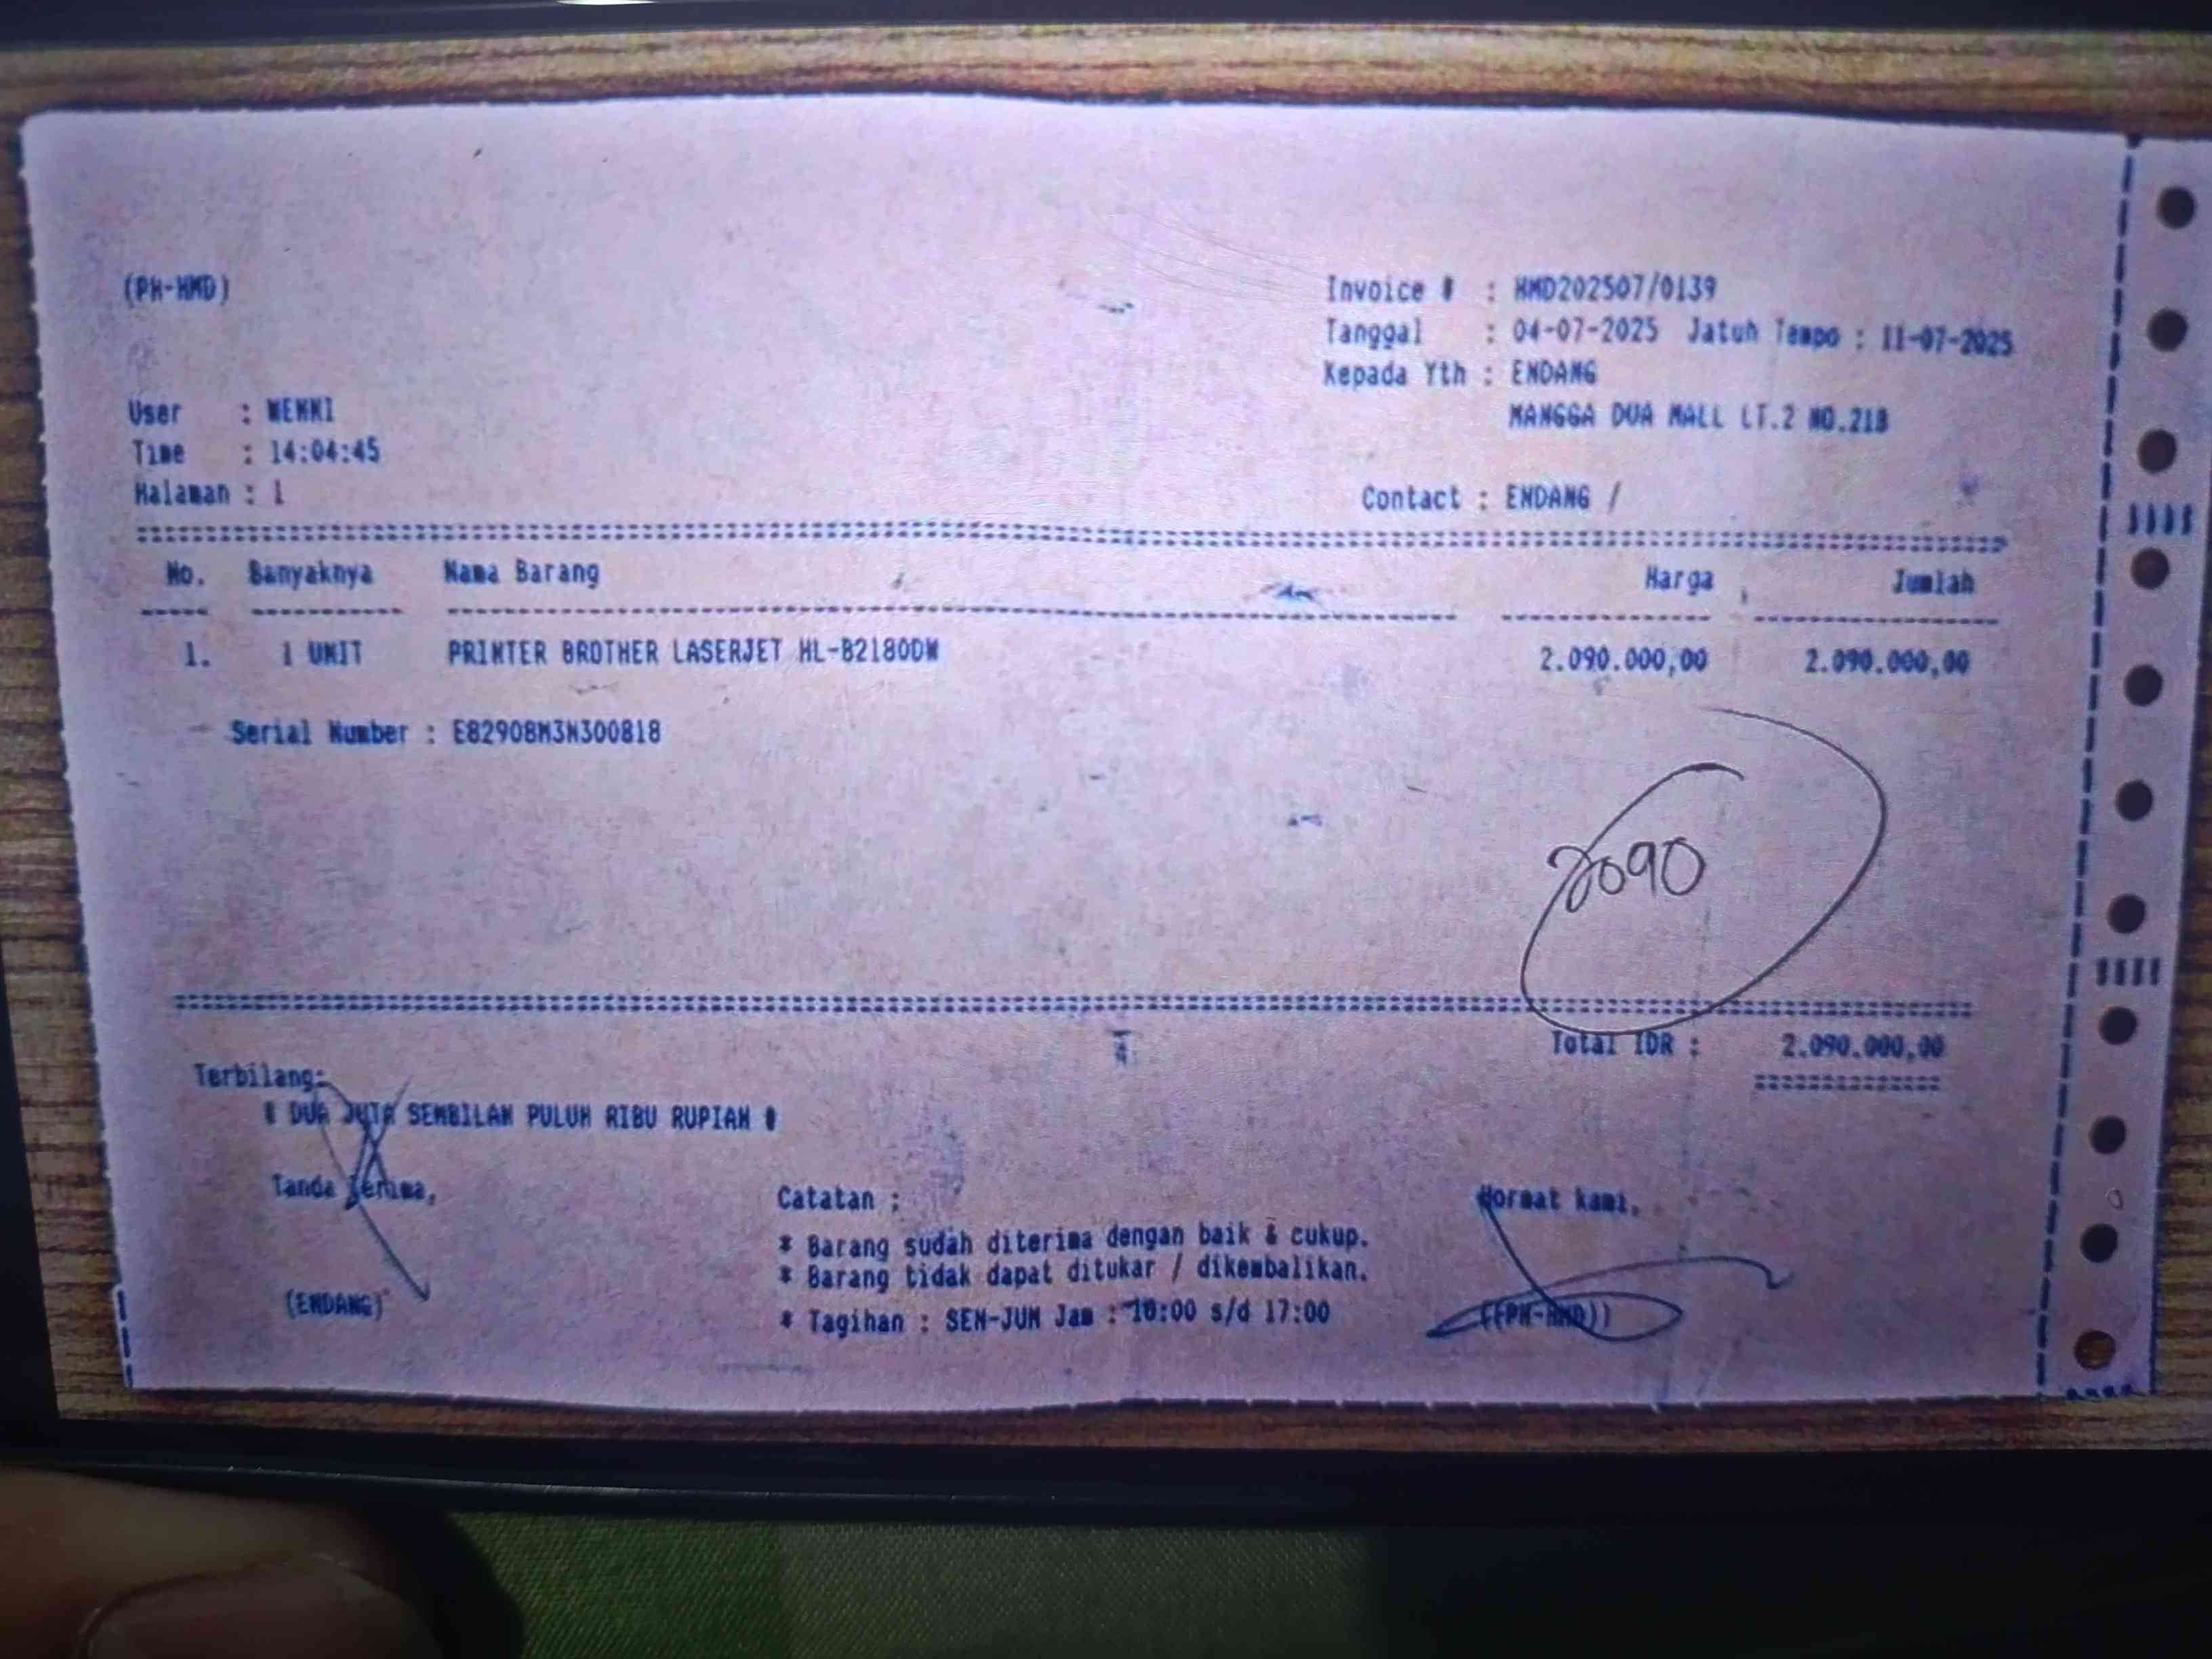 (PH-HMD)
Invoice # : HMD202507/0139
Tanggal : 04-07-2025 Jatuh Tempo : 11-07-2025
Kepada Yth : ENDANG
MANGGA DUA MALL LT.2 NO.21B
User : WENNI
Time : 14:04:45
Halaman : 1
Contact : ENDANG /
No. Banyaknya Nama Barang Harga Jumlah
1. 1 UNIT PRINTER BROTHER LASERJET HL-B2180DW 2.090.000,00 2.090.000,00
Serial Number : E82908M3N300818
2090
Total IDR : 2.090.000,00
Terbilang:
# DUA JUTA SEMBILAN PULUH RIBU RUPIAH #
Tanda Terima,
Catatan :
Hormat kami,
* Barang sudah diterima dengan baik & cukup.
* Barang tidak dapat ditukar / dikembalikan.
(ENDANG)
* Tagihan : SEN-JUM Jam : 10:00 s/d 17:00
((PH-HMD))